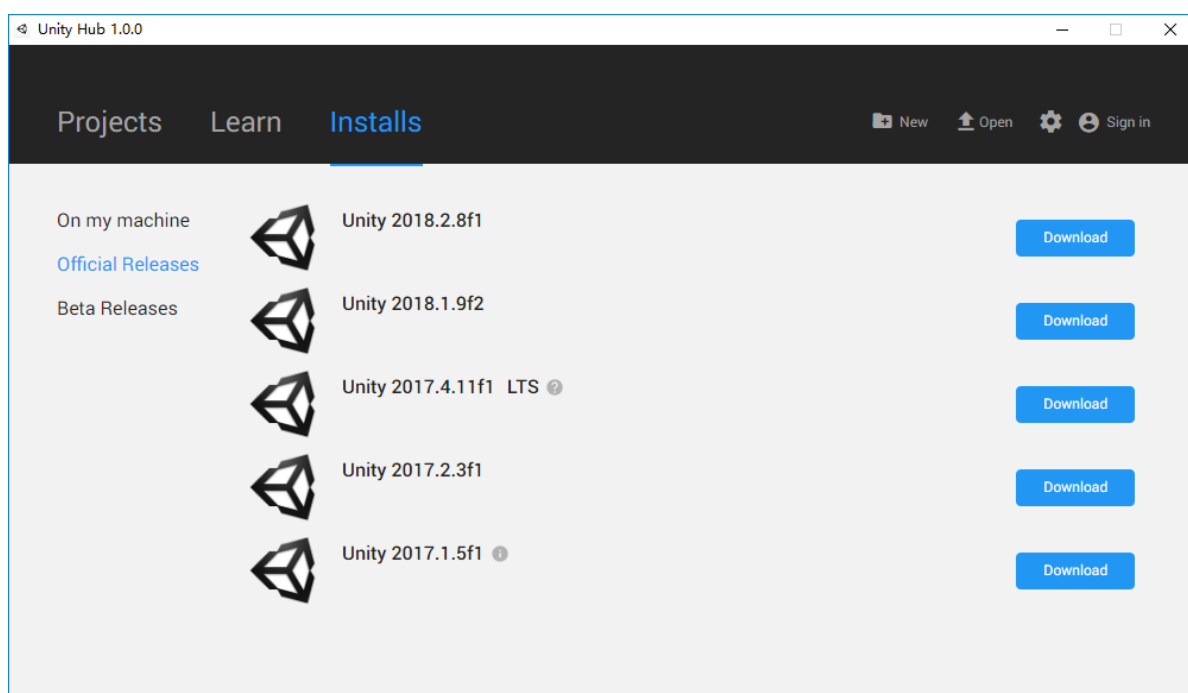 Unity Hub 1.0.0
Projects Learn Installs New Open Sign in
On my machine
Official Releases
Beta Releases
Unity 2018.2.8f1 Download
Unity 2018.1.9f2 Download
Unity 2017.4.11f1 LTS ? Download
Unity 2017.2.3f1 Download
Unity 2017.1.5f1 i Download